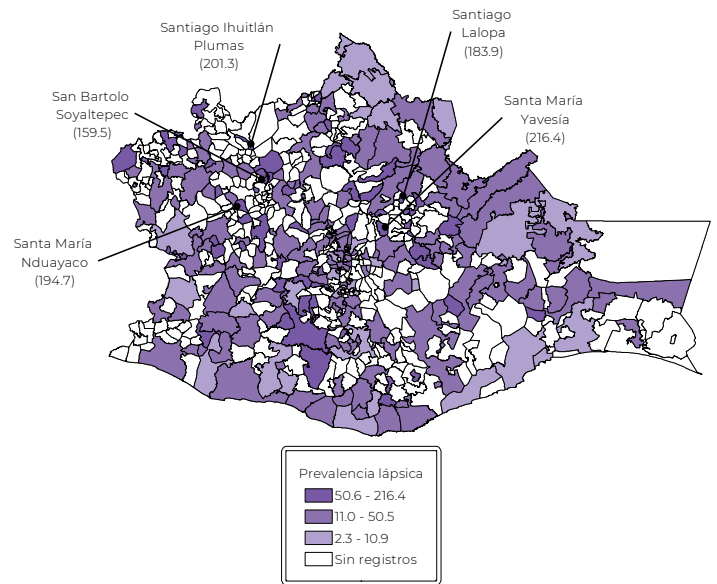 Santiago Ihuitlán
Plumas
(201.3)
Santiago
Lalopa
(183.9)
San Bartolo
Soyaltepec
(159.5)
Santa María
Yavesía
(216.4)
Santa María
Nduayaco
(194.7)
Prevalencia lápsica
50.6 - 216.4
11.0 - 50.5
2.3 - 10.9
Sin registros